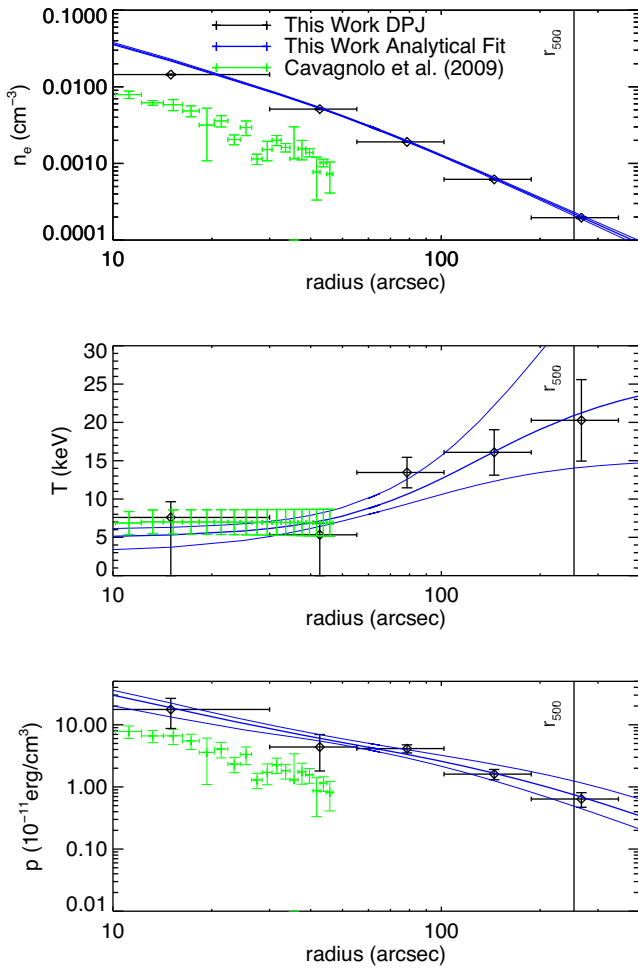 This Work DPJ
This Work Analytical Fit
Cavagnolo et al. (2009)
r500
0.1000
0.0100
0.0010
0.0001
ne (cm−3)
10 100
radius (arcsec)
r500
30
25
20
15
10
5
0
T (keV)
10 100
radius (arcsec)
r500
10.00
1.00
0.10
0.01
p (10−11erg/cm3)
10 100
radius (arcsec)